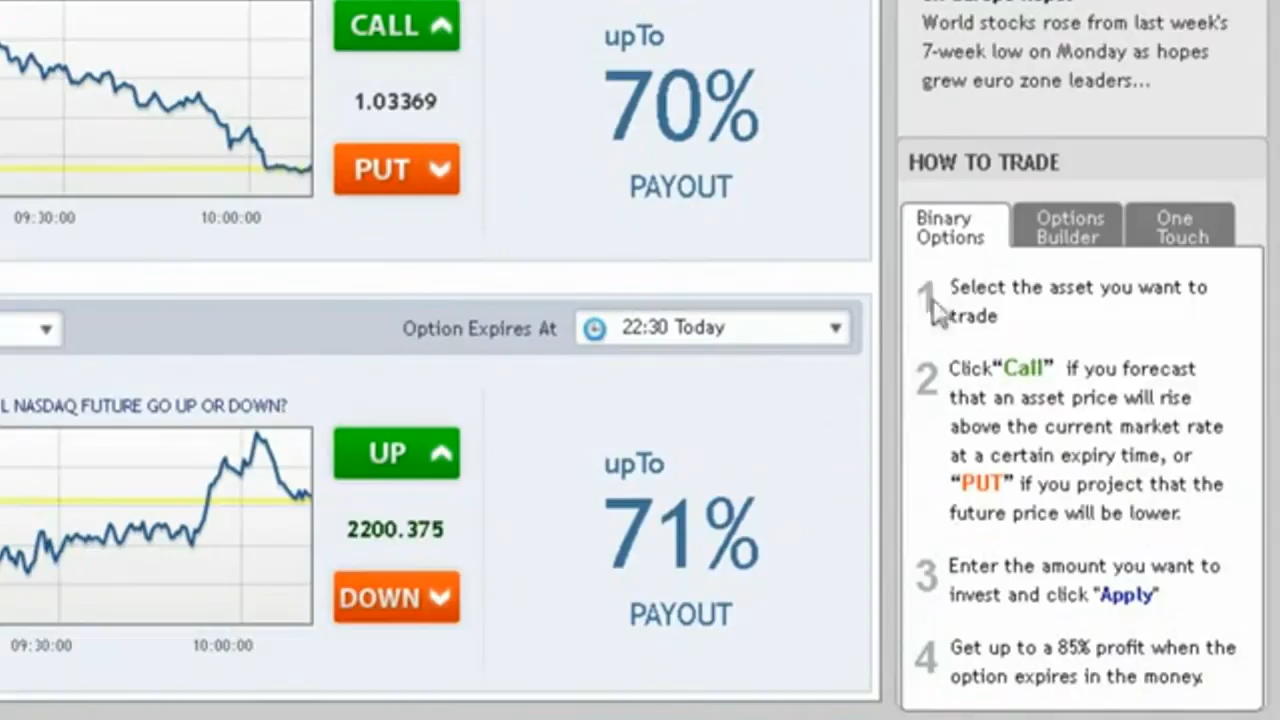 CALL
1.03369
PUT
upTo
70%
PAYOUT
09:30:00
10:00:00
Option Expires At
22:30 Today
L NASDAQ FUTURE GO UP OR DOWN?
UP
2200.375
DOWN
upTo
71%
PAYOUT
09:30:00
10:00:00
World stocks rose from last week's
7-week low on Monday as hopes
grew euro zone leaders...
HOW TO TRADE
Binary
Options
Options
Builder
One
Touch
1 Select the asset you want to
trade
2 Click“Call” if you forecast
that an asset price will rise
above the current market rate
at a certain expiry time, or
“PUT” if you project that the
future price will be lower.
3 Enter the amount you want to
invest and click "Apply"
4 Get up to a 85% profit when the
option expires in the money.